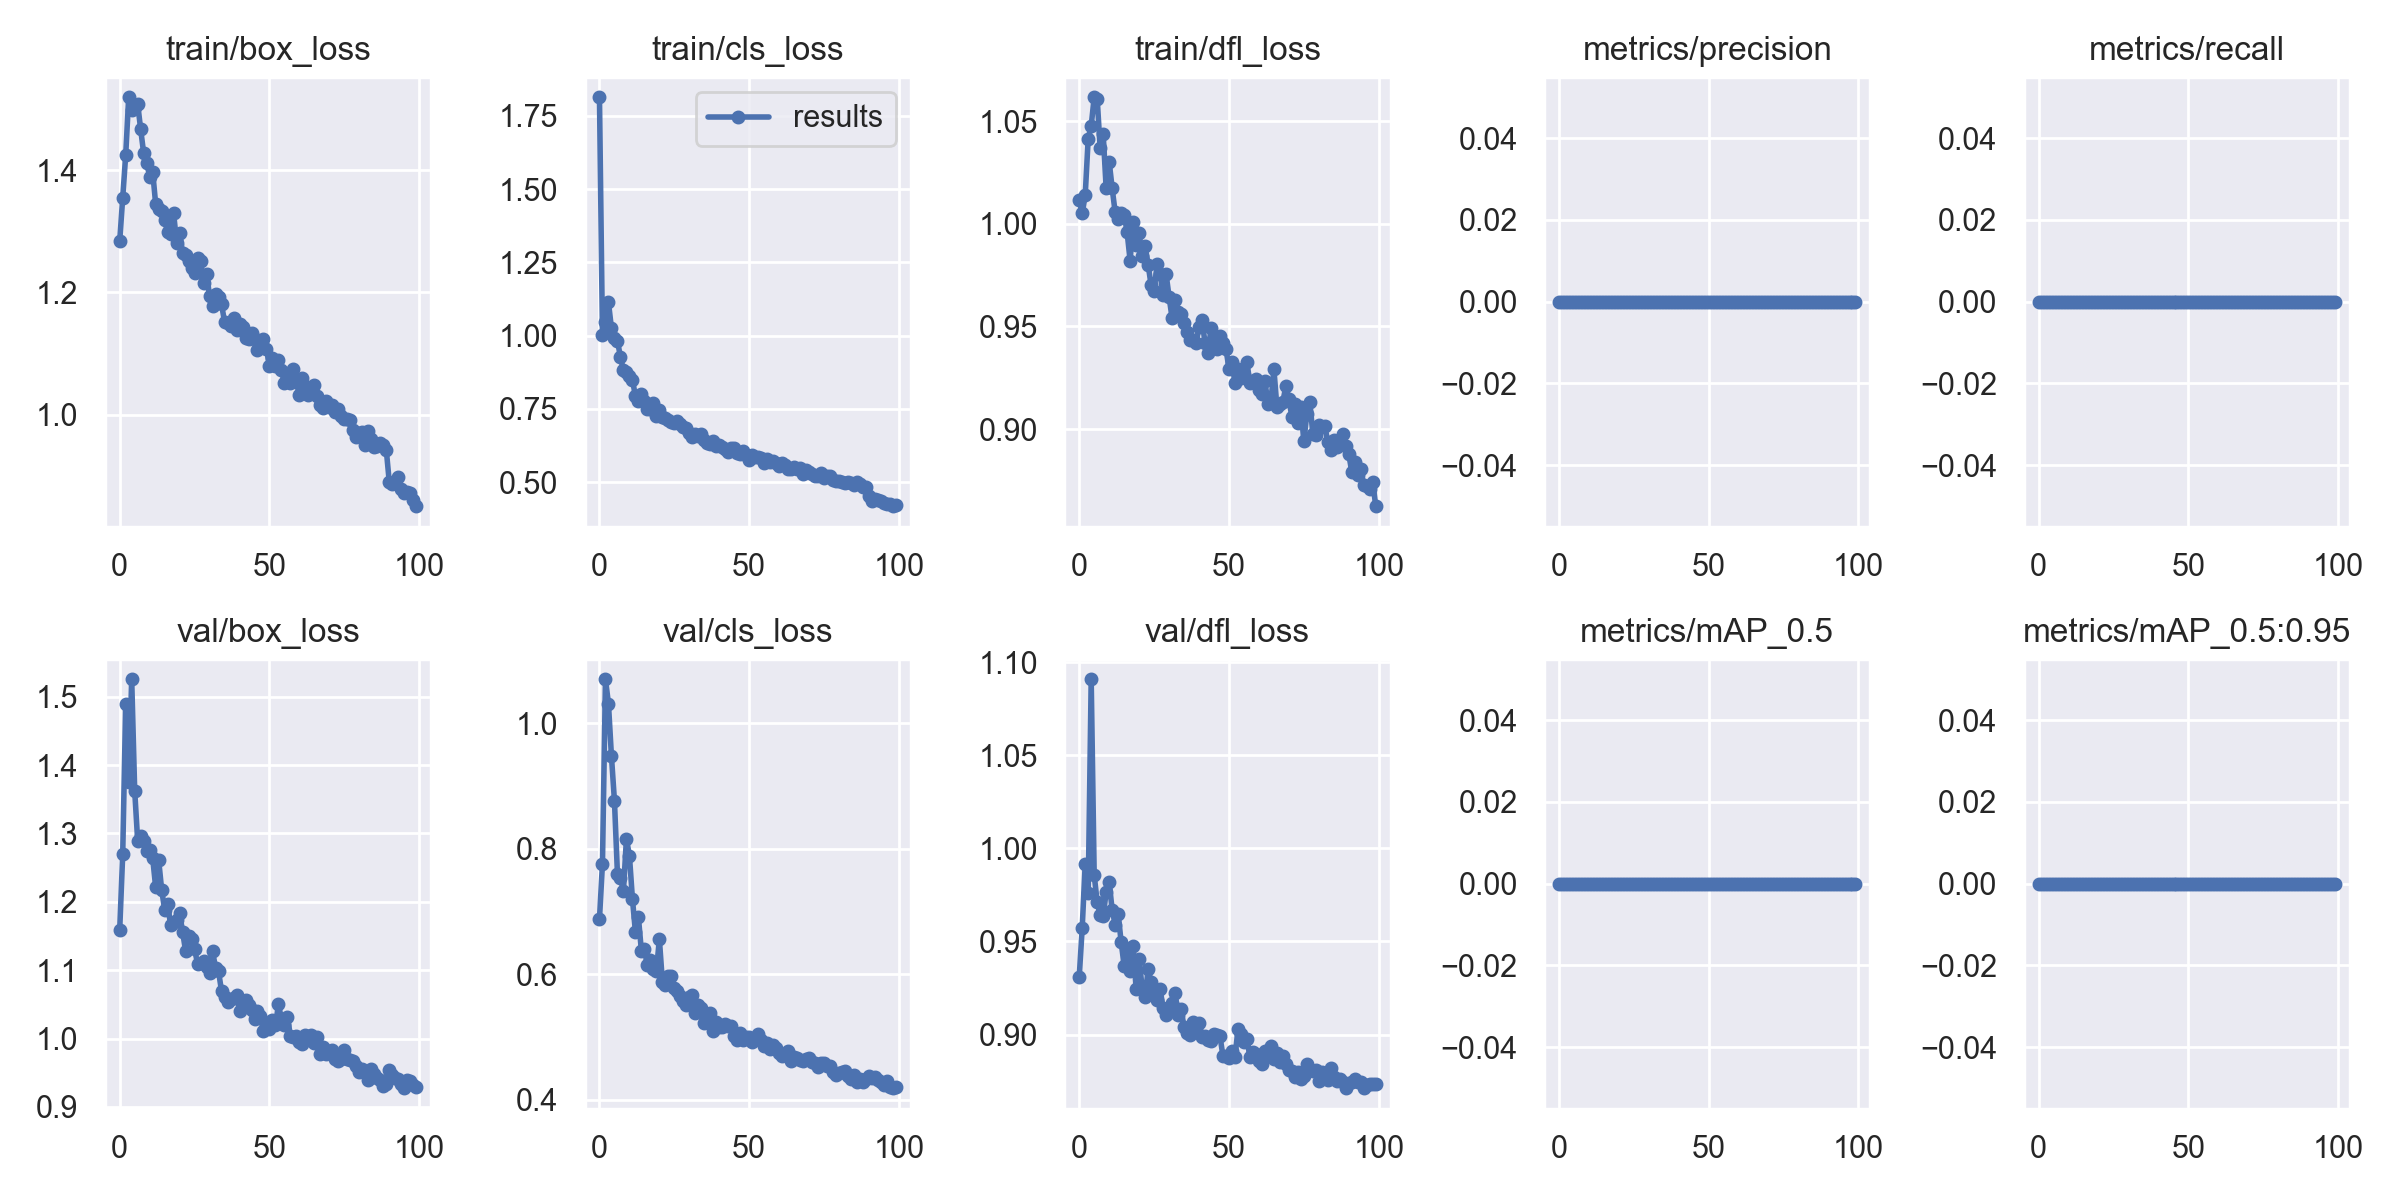 train/box_loss
train/cls_loss
train/dfl_loss
metrics/precision
metrics/recall
results
1.4
1.2
1.0
0 50 100
1.75
1.50
1.25
1.00
0.75
0.50
0 50 100
1.05
1.00
0.95
0.90
0 50 100
0.04
0.02
0.00
−0.02
−0.04
0 50 100
0.04
0.02
0.00
−0.02
−0.04
0 50 100
val/box_loss
val/cls_loss
val/dfl_loss
metrics/mAP_0.5
metrics/mAP_0.5:0.95
1.5
1.4
1.3
1.2
1.1
1.0
0.9
0 50 100
1.0
0.8
0.6
0.4
0 50 100
1.10
1.05
1.00
0.95
0.90
0 50 100
0.04
0.02
0.00
−0.02
−0.04
0 50 100
0.04
0.02
0.00
−0.02
−0.04
0 50 100